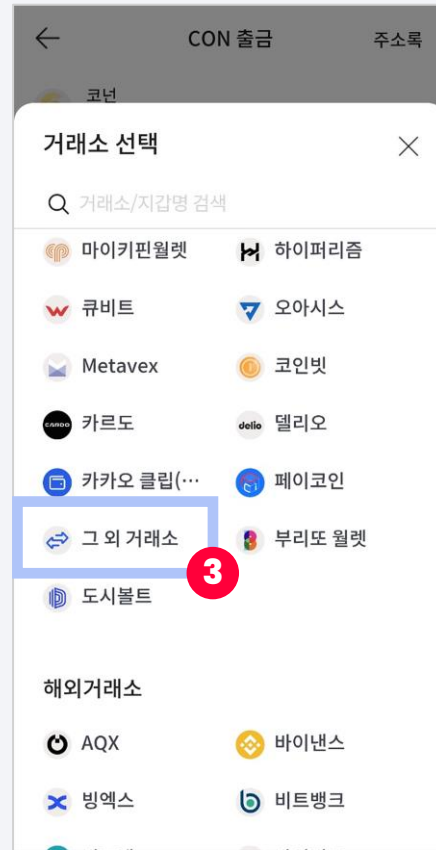 CON 출금 주소록
코넌
거래소 선택
거래소/지갑명 검색
마이키핀월렛 하이퍼리즘
큐비트 오아시스
Metavex 코인빗
CARDO 카르도 delio 델리오
카카오 클립(… 페이코인
그 외 거래소 부리또 월렛
3
도시볼트
해외거래소
AQX 바이낸스
빙엑스 비트뱅크